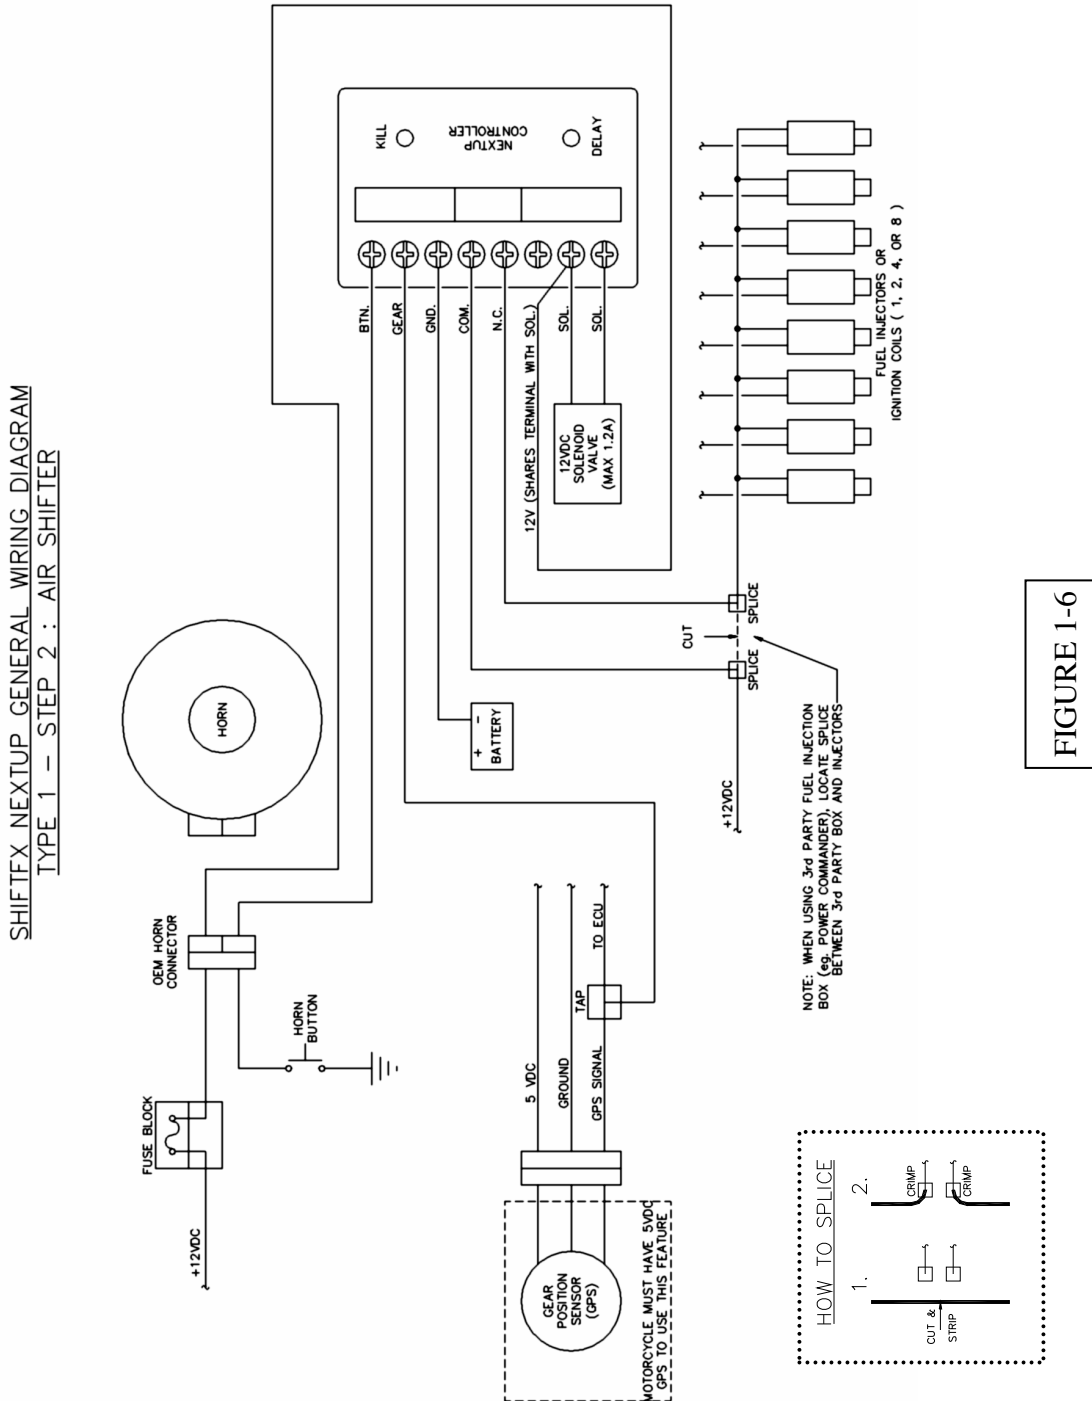 SHIFTFX NEXTUP GENERAL WIRING DIAGRAM
TYPE 1 – STEP 2 : AIR SHIFTER
+12VDC
FUSE BLOCK
OEM HORN
CONNECTOR
HORN
BUTTON
HORN
KILL
NEXTUP
CONTROLLER
DELAY
BTN.
GEAR
GND.
COM.
N.C.
12V (SHARES TERMINAL WITH SOL.)
SOL.
SOL.
12VDC
SOLENOID
VALVE
(MAX 1.2A)
+ -
BATTERY
GEAR
POSITION
SENSOR
(GPS)
MOTORCYCLE MUST HAVE 5VDC
GPS TO USE THIS FEATURE
5 VDC
GROUND
GPS SIGNAL
TAP
TO ECU
+12VDC
SPLICE
CUT
SPLICE
FUEL INJECTORS OR
IGNITION COILS ( 1, 2, 4, OR 8 )
NOTE: WHEN USING 3rd PARTY FUEL INJECTION
BOX (eg. POWER COMMANDER), LOCATE SPLICE
BETWEEN 3rd PARTY BOX AND INJECTORS
HOW TO SPLICE
1.
2.
CUT &
STRIP
CRIMP
CRIMP
FIGURE 1-6